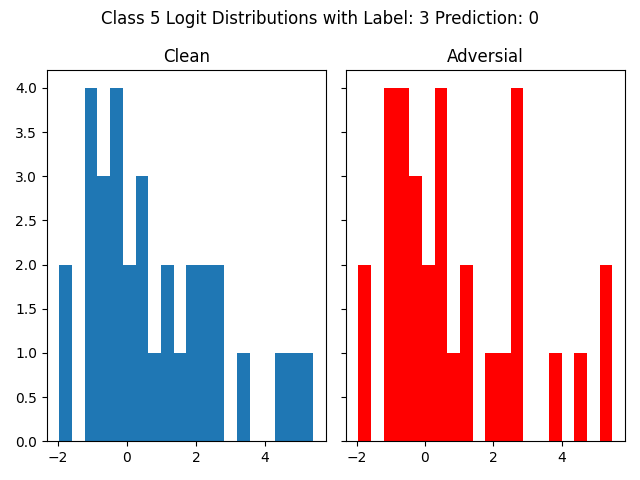 Class 5 Logit Distributions with Label: 3 Prediction: 0
Clean
Adversial
4.0
3.5
3.0
2.5
2.0
1.5
1.0
0.5
0.0
−2 0 2 4
−2 0 2 4